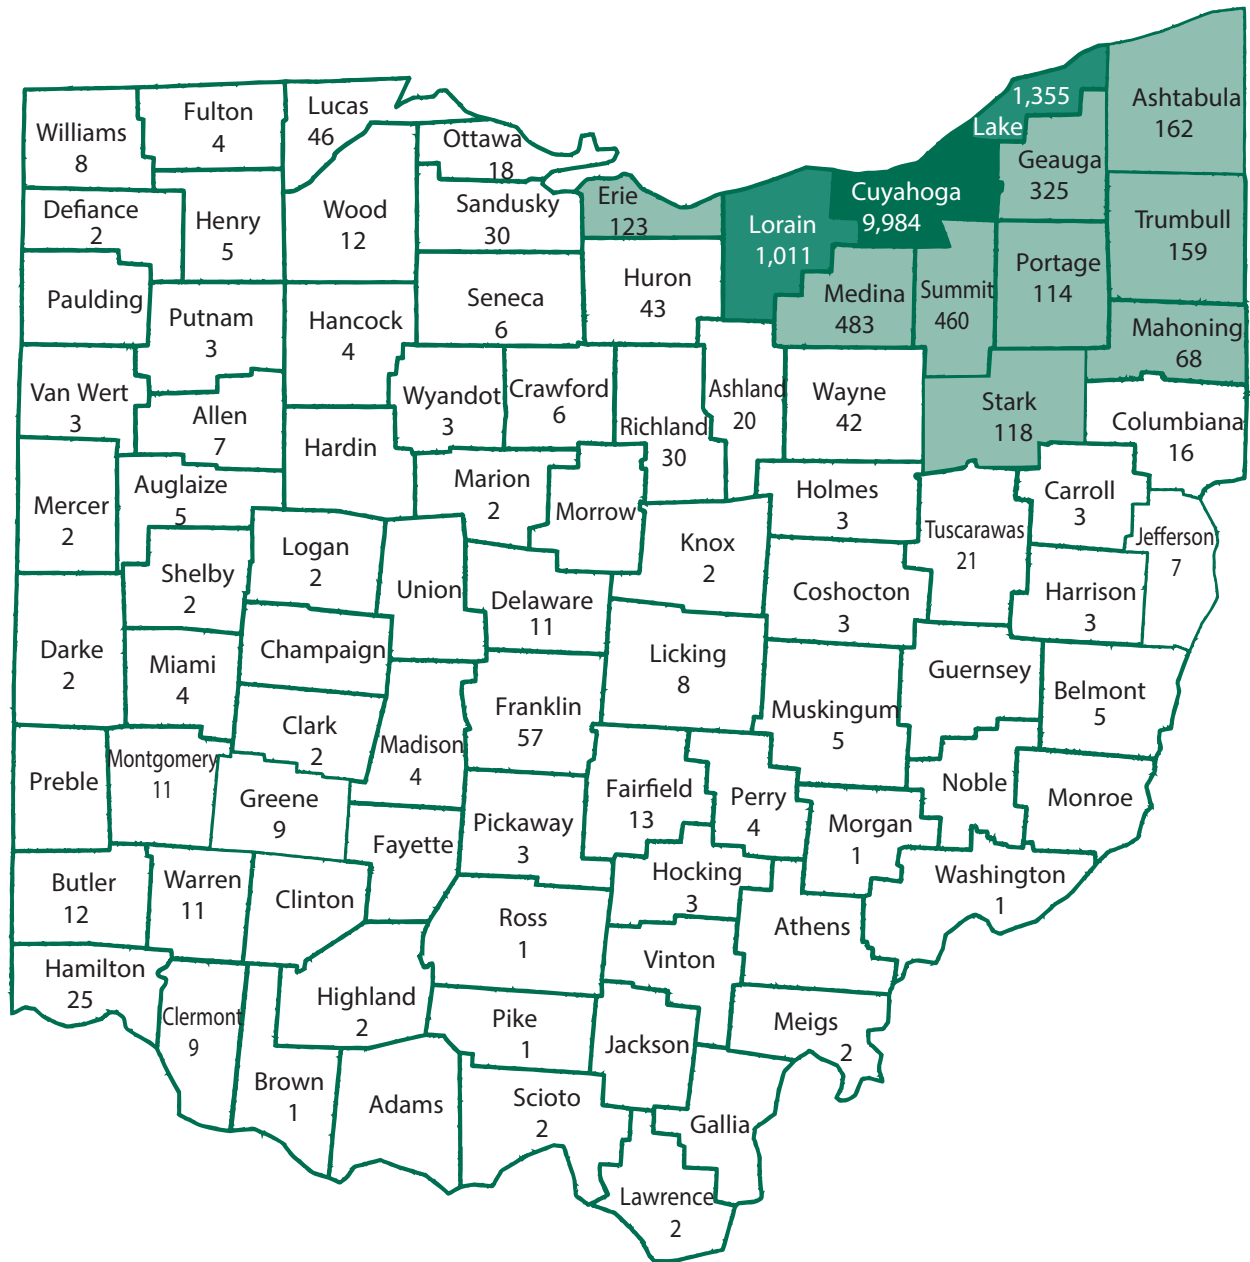 1,355
Lake
Ashtabula
162
Fulton
4
Lucas
46
Williams
8
Ottawa
18
Geauga
325
Erie
123
Cuyahoga
9,984
Defiance
2
Henry
5
Wood
12
Sandusky
30
Lorain
1,011
Trumbull
159
Paulding
Putnam
3
Hancock
4
Seneca
6
Huron
43
Medina
483
Summit
460
Portage
114
Mahoning
68
Van Wert
3
Allen
7
Hardin
Wyandot
3
Crawford
6
Richland
30
Ashland
20
Wayne
42
Stark
118
Columbiana
16
Mercer
2
Auglaize
5
Marion
2
Morrow
Holmes
3
Carroll
3
Tuscarawas
21
Jefferson
7
Shelby
2
Logan
2
Union
Delaware
11
Knox
2
Coshocton
3
Harrison
3
Darke
2
Miami
4
Champaign
Clark
2
Madison
4
Franklin
57
Licking
8
Muskingum
5
Guernsey
Belmont
5
Preble
Montgomery
11
Greene
9
Fayette
Pickaway
3
Fairfield
13
Perry
4
Morgan
1
Noble
Monroe
Butler
12
Warren
11
Clinton
Ross
1
Hocking
3
Athens
Washington
1
Hamilton
25
Clermont
9
Highland
2
Pike
1
Vinton
Jackson
Meigs
2
Brown
1
Adams
Scioto
2
Gallia
Lawrence
2